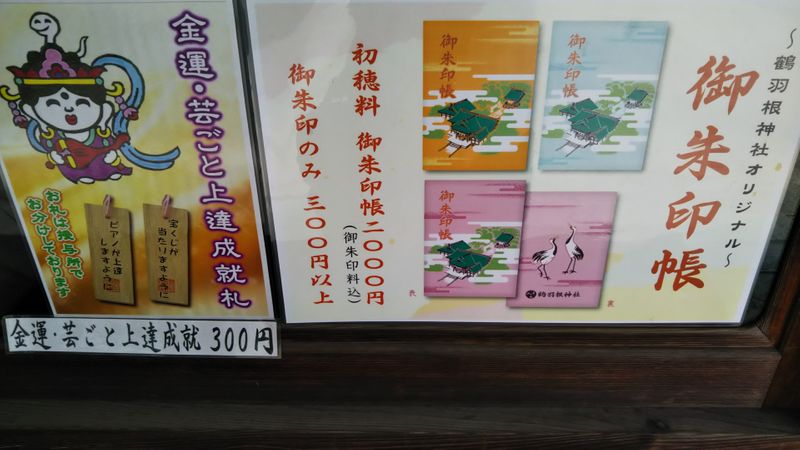 金運・芸ごと上達成就札
宝くじが
当たりますように
ピアノが上達
しますように
お札は授与所で
お分けしております
金運・芸ごと上達成就 300円
～鶴羽根神社オリジナル～
御朱印帳
御朱印帳
御朱印帳
御朱印帳
鶴羽根神社
表
裏
初穂料 御朱印帳 二〇〇〇円
(御朱印料込)
御朱印のみ 三〇〇円以上